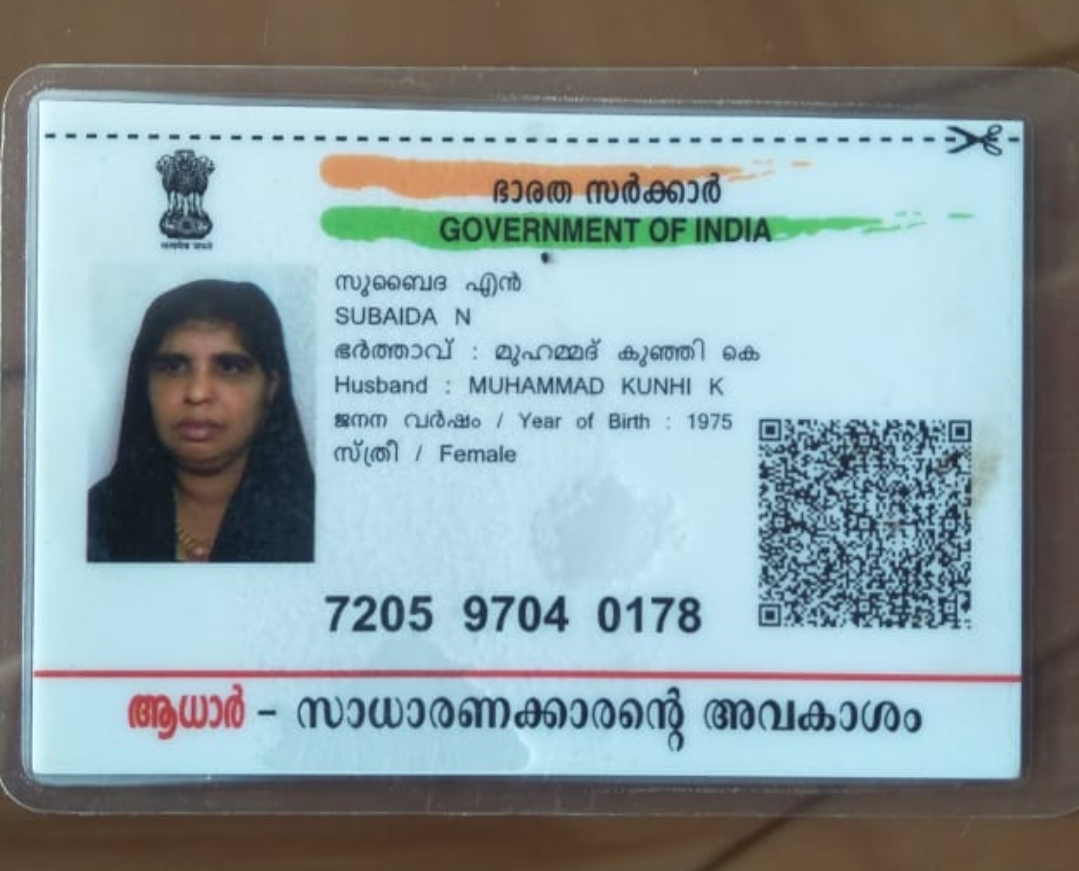 भारत സർക്കാർ
GOVERNMENT OF INDIA
सत्यमेव जयते
സുബൈദ എൻ
SUBAIDA N
ഭർത്താവ് : മുഹമ്മദ് കുഞ്ഞി കെ
Husband : MUHAMMAD KUNHI K
ജനന വർഷം / Year of Birth : 1975
സ്ത്രീ / Female
7205 9704 0178
ആധാർ - സാധാരണക്കാരന്റെ അവകാശം